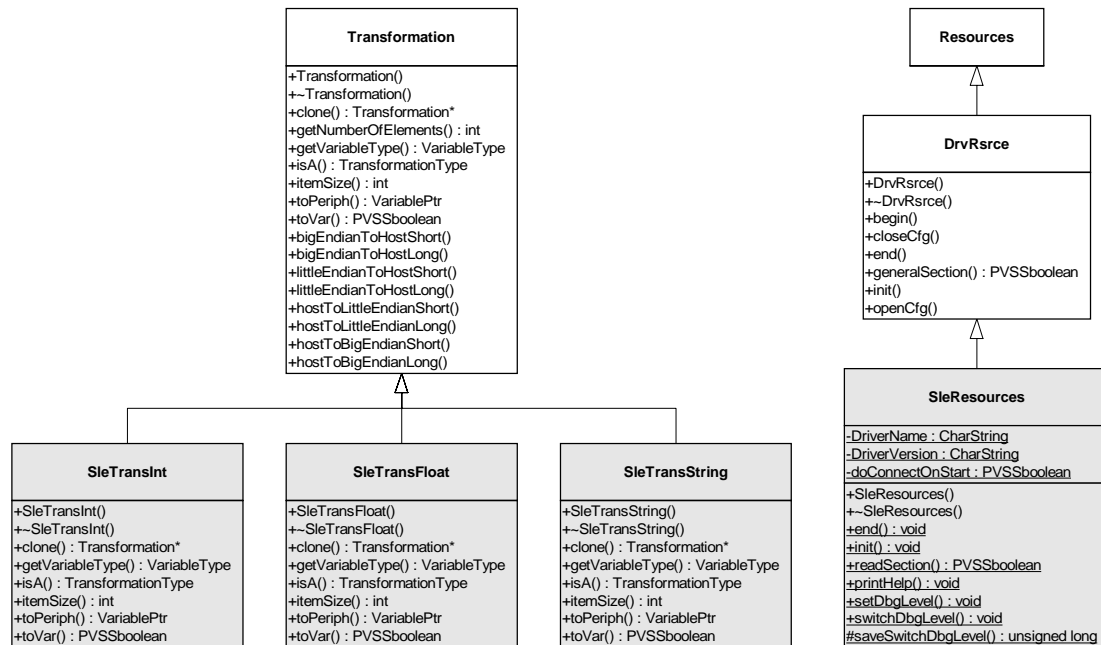 Transformation
+Transformation()
+~Transformation()
+clone() : Transformation*
+getNumberOfElements() : int
+getVariableType() : VariableType
+isA() : TransformationType
+itemSize() : int
+toPeriph() : VariablePtr
+toVar() : PVSSboolean
+bigEndianToHostShort()
+bigEndianToHostLong()
+littleEndianToHostShort()
+littleEndianToHostLong()
+hostToLittleEndianShort()
+hostToLittleEndianLong()
+hostToBigEndianShort()
+hostToBigEndianLong()
Resources
DrvRsrce
+DrvRsrce()
+~DrvRsrce()
+begin()
+closeCfg()
+end()
+generalSection() : PVSSboolean
+init()
+openCfg()
SleTransInt
+SleTransInt()
+~SleTransInt()
+clone() : Transformation*
+getVariableType() : VariableType
+isA() : TransformationType
+itemSize() : int
+toPeriph() : VariablePtr
+toVar() : PVSSboolean
SleTransFloat
+SleTransFloat()
+~SleTransFloat()
+clone() : Transformation*
+getVariableType() : VariableType
+isA() : TransformationType
+itemSize() : int
+toPeriph() : VariablePtr
+toVar() : PVSSboolean
SleTransString
+SleTransString()
+~SleTransString()
+clone() : Transformation*
+getVariableType() : VariableType
+isA() : TransformationType
+itemSize() : int
+toPeriph() : VariablePtr
+toVar() : PVSSboolean
SleResources
-DriverName : CharString
-DriverVersion : CharString
-doConnectOnStart : PVSSboolean
+SleResources()
+~SleResources()
+end() : void
+init() : void
+readSection() : PVSSboolean
+printHelp() : void
+setDbgLevel() : void
+switchDbgLevel() : void
#saveSwitchDbgLevel() : unsigned long